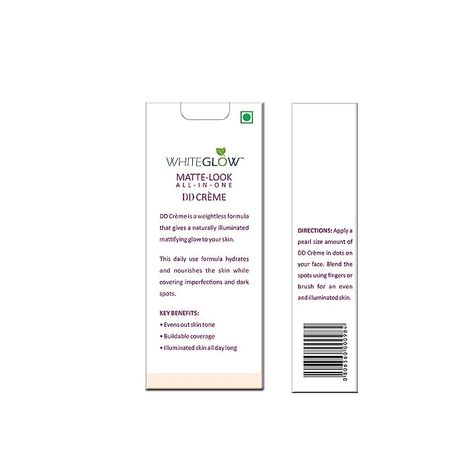 WHITEGLOW™
MATTE-LOOK
ALL-IN-ONE
DD CRÈME
DD Crème is a weightless formula
that gives a naturally illuminated
mattifying glow to your skin.
This daily use formula hydrates
and nourishes the skin while
covering imperfections and dark
spots.
KEY BENEFITS:
• Evens out skin tone
• Buildable coverage
• Illuminated skin all day long
DIRECTIONS: Apply a
pearl size amount of
DD Crème in dots on
your face. Blend the
spots using fingers or
brush for an even
and illuminated skin.